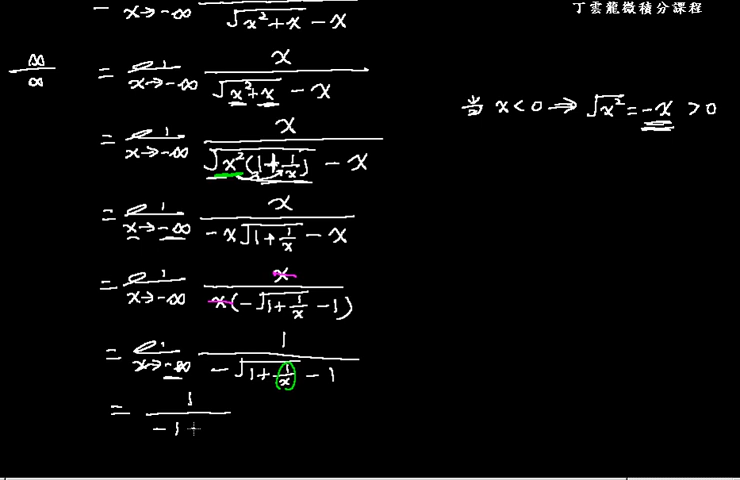 丁雲龍微積分課程
= lim x→-∞ ‾‾‾/(√(x²+x) - x)
∞/∞ = lim x→-∞ x/(√(x²+x) - x)
當 x<0 ⇒ √x² = -x > 0
= lim x→-∞ x/(√(x²(1+1/x)) - x)
= lim x→-∞ x/(-x√(1+1/x) - x)
= lim x→-∞ x/(x(-√(1+1/x) - 1))
= lim x→-∞ 1/(-√(1+1/x) - 1)
= 1/(-1+